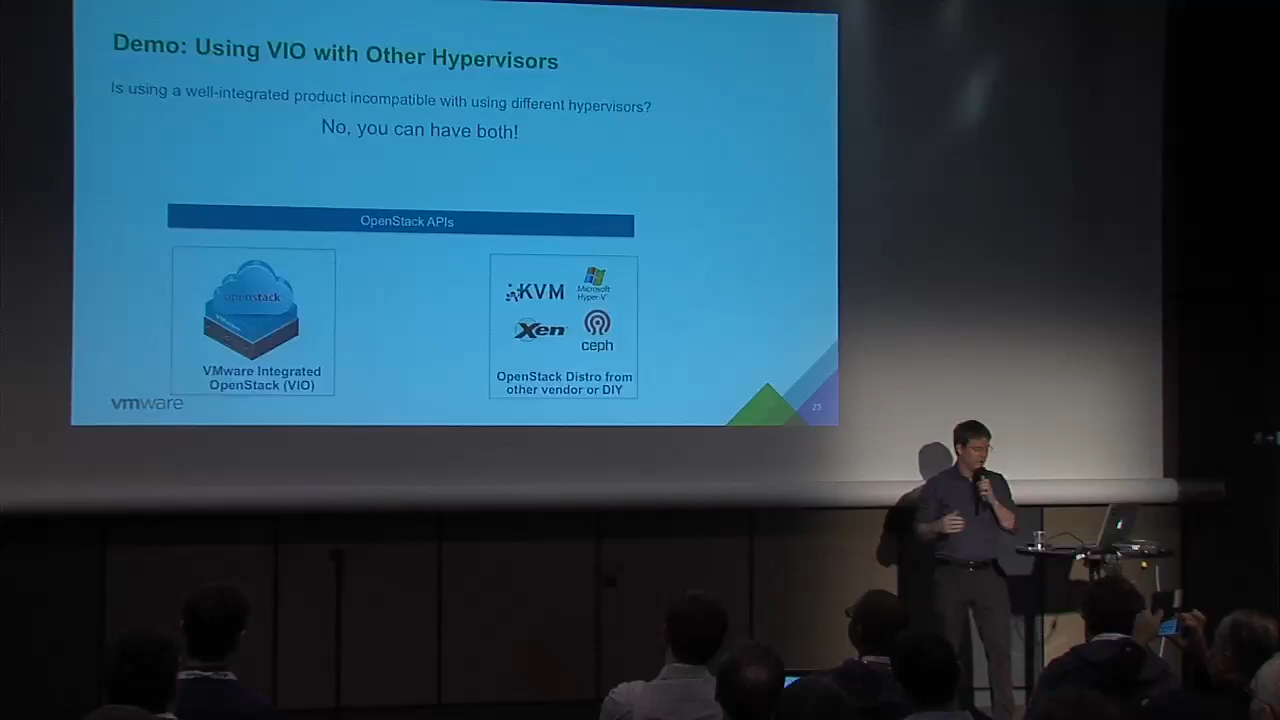 Demo: Using VIO with Other Hypervisors
Is using a well-integrated product incompatible with using different hypervisors?
No, you can have both!
OpenStack APIs
openstack
vmware
VMware Integrated
OpenStack (VIO)
KVM
Microsoft
Hyper-V
Xen
ceph
OpenStack Distro from
other vendor or DIY
vmware
23